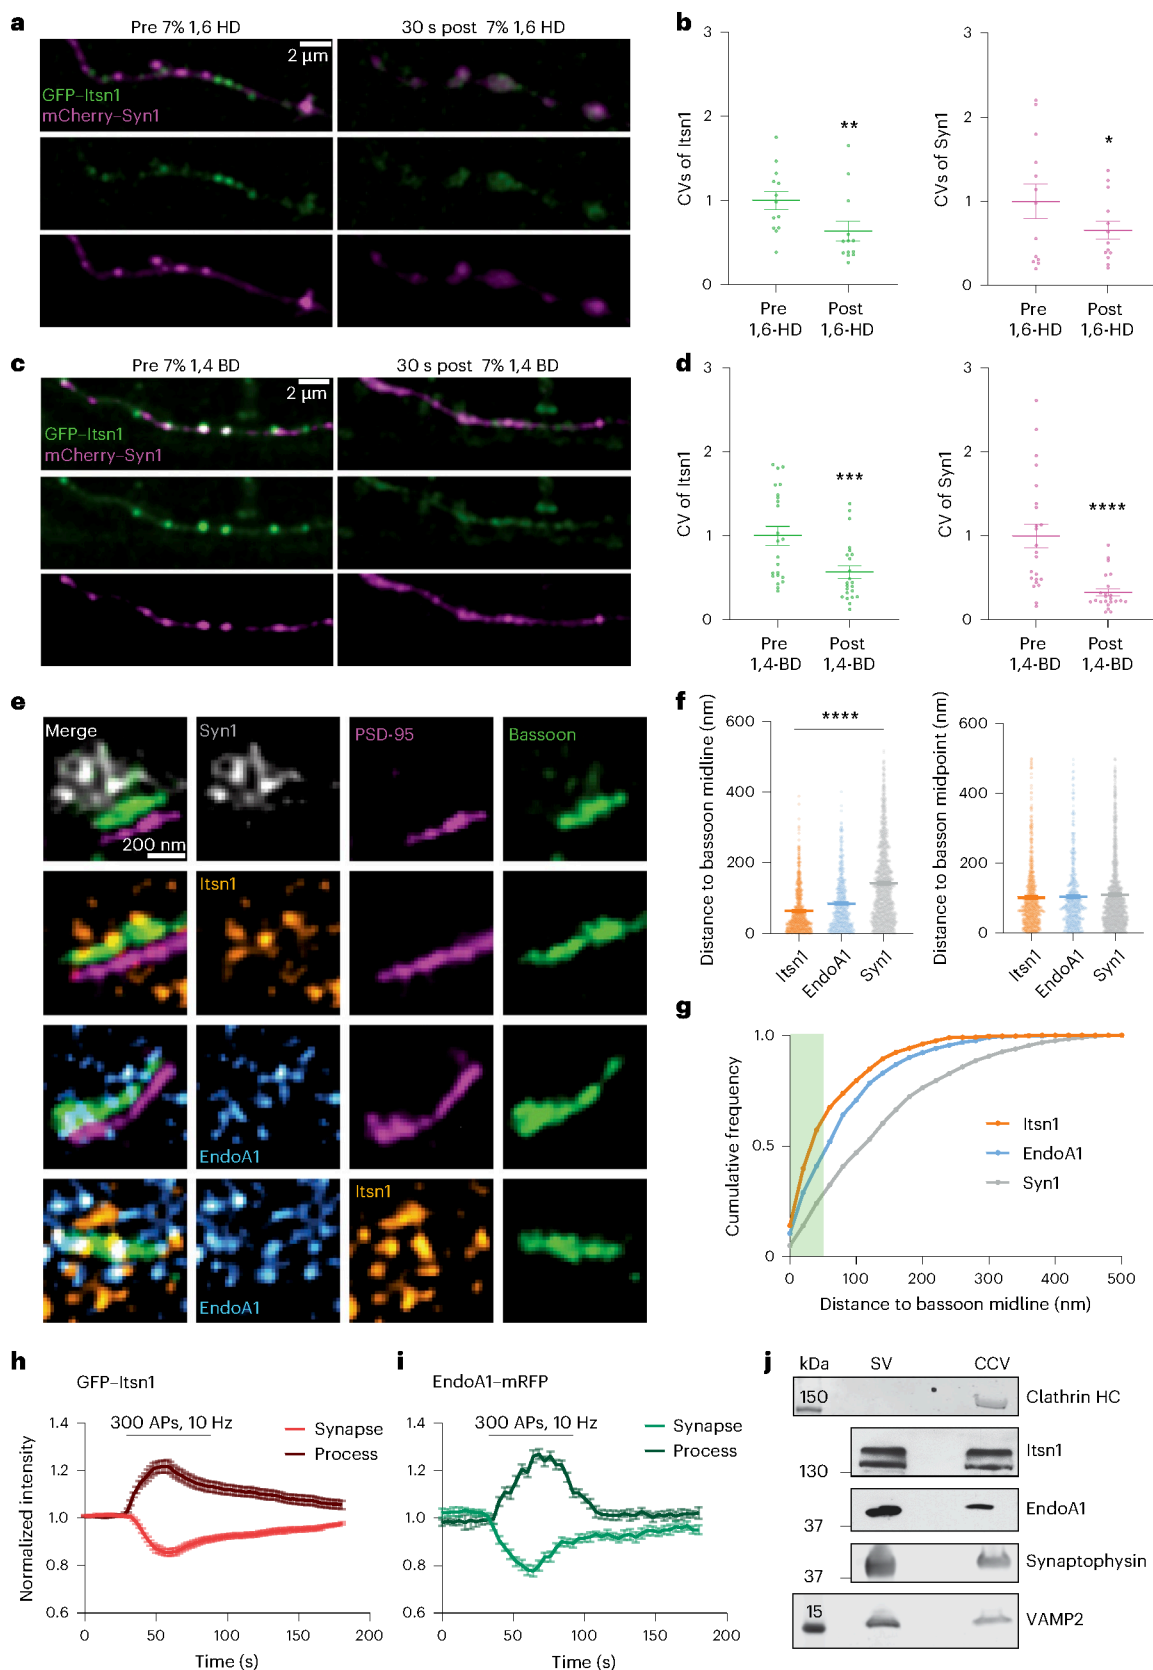 a
Pre 7% 1,6 HD
30 s post 7% 1,6 HD
2 µm
GFP–Itsn1
mCherry–Syn1
b
CVs of Itsn1
3
2
1
0
**
Pre
1,6-HD
Post
1,6-HD
CVs of Syn1
3
2
1
0
*
Pre
1,6-HD
Post
1,6-HD
c
Pre 7% 1,4 BD
30 s post 7% 1,4 BD
2 µm
GFP–Itsn1
mCherry–Syn1
d
CV of Itsn1
3
2
1
0
***
Pre
1,4-BD
Post
1,4-BD
CV of Syn1
3
2
1
0
****
Pre
1,4-BD
Post
1,4-BD
e
Merge
Syn1
PSD-95
Bassoon
200 nm
Itsn1
EndoA1
Itsn1
EndoA1
f
Distance to bassoon midline (nm)
600
400
200
0
****
Itsn1
EndoA1
Syn1
Distance to basson midpoint (nm)
600
400
200
0
Itsn1
EndoA1
Syn1
g
Cumulative frequency
1.0
0.5
0
Itsn1
EndoA1
Syn1
0 100 200 300 400 500
Distance to bassoon midline (nm)
h
GFP–Itsn1
300 APs, 10 Hz
Synapse
Process
Normalized intensity
1.4
1.2
1.0
0.8
0.6
0 50 100 150 200
Time (s)
i
EndoA1–mRFP
300 APs, 10 Hz
Synapse
Process
1.4
1.2
1.0
0.8
0.6
0 50 100 150 200
Time (s)
j
kDa SV CCV
150 Clathrin HC
Itsn1
130
EndoA1
37
Synaptophysin
37
15 VAMP2